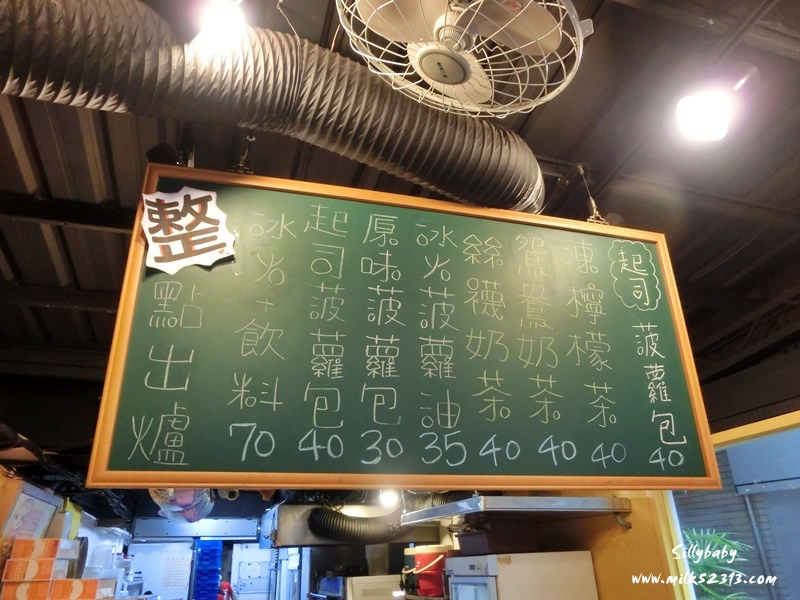 整點出爐
冰火+飲料 70
起司菠蘿包 40
原味菠蘿包 30
冰火菠蘿油 35
絲襪奶茶 40
鴛鴦奶茶 40
凍檸檬茶 40
起司菠蘿包 40
Sillybaby
www.milk52313.com